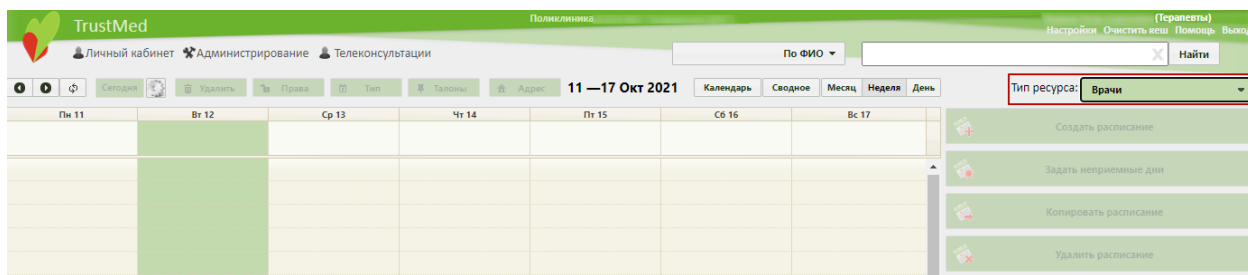 TrustMed
Поликлиника
(Терапевты)
Настройки Очистить кеш Помощь Выход
Личный кабинет Администрирование Телеконсультации
По ФИО
Найти
Сегодня Удалить Права Тип Талоны Адрес 11 —17 Окт 2021 Календарь Сводное Месяц Неделя День
Тип ресурса: Врачи
Пн 11 Вт 12 Ср 13 Чт 14 Пт 15 Сб 16 Вс 17
Создать расписание
Задать неприемные дни
Копировать расписание
Удалить расписание